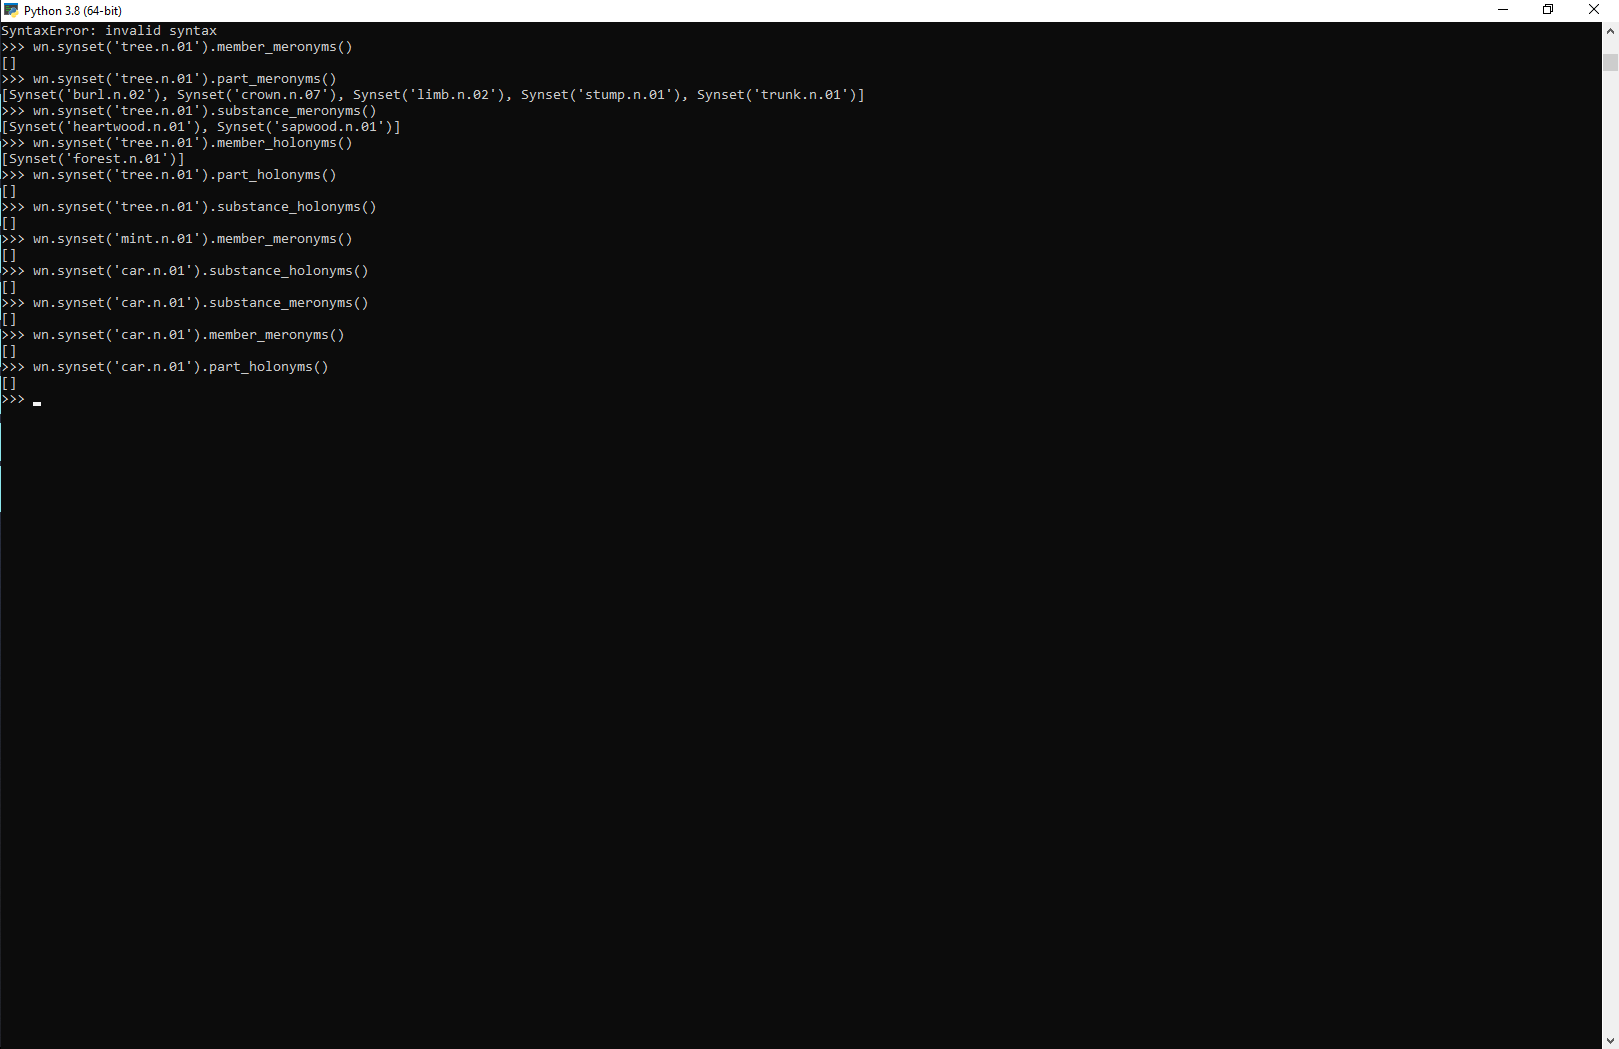 Python 3.8 (64-bit)
SyntaxError: invalid syntax
>>> wn.synset('tree.n.01').member_meronyms()
[]
>>> wn.synset('tree.n.01').part_meronyms()
[Synset('burl.n.02'), Synset('crown.n.07'), Synset('limb.n.02'), Synset('stump.n.01'), Synset('trunk.n.01')]
>>> wn.synset('tree.n.01').substance_meronyms()
[Synset('heartwood.n.01'), Synset('sapwood.n.01')]
>>> wn.synset('tree.n.01').member_holonyms()
[Synset('forest.n.01')]
>>> wn.synset('tree.n.01').part_holonyms()
[]
>>> wn.synset('tree.n.01').substance_holonyms()
[]
>>> wn.synset('mint.n.01').member_meronyms()
[]
>>> wn.synset('car.n.01').substance_holonyms()
[]
>>> wn.synset('car.n.01').substance_meronyms()
[]
>>> wn.synset('car.n.01').member_meronyms()
[]
>>> wn.synset('car.n.01').part_holonyms()
[]
>>>